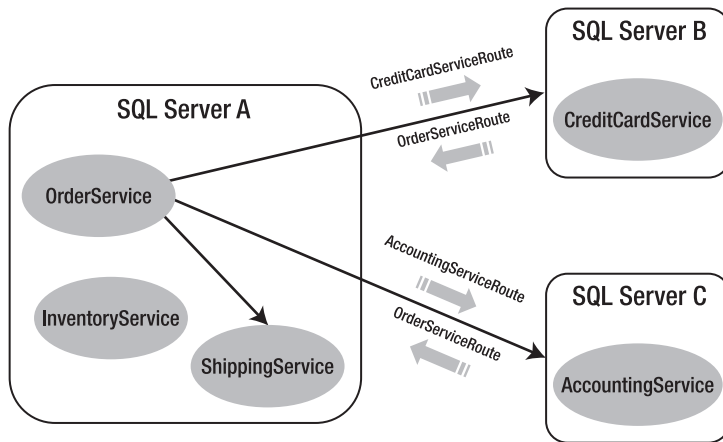 SQL Server A
OrderService
InventoryService
ShippingService
CreditCardServiceRoute
OrderServiceRoute
SQL Server B
CreditCardService
AccountingServiceRoute
OrderServiceRoute
SQL Server C
AccountingService